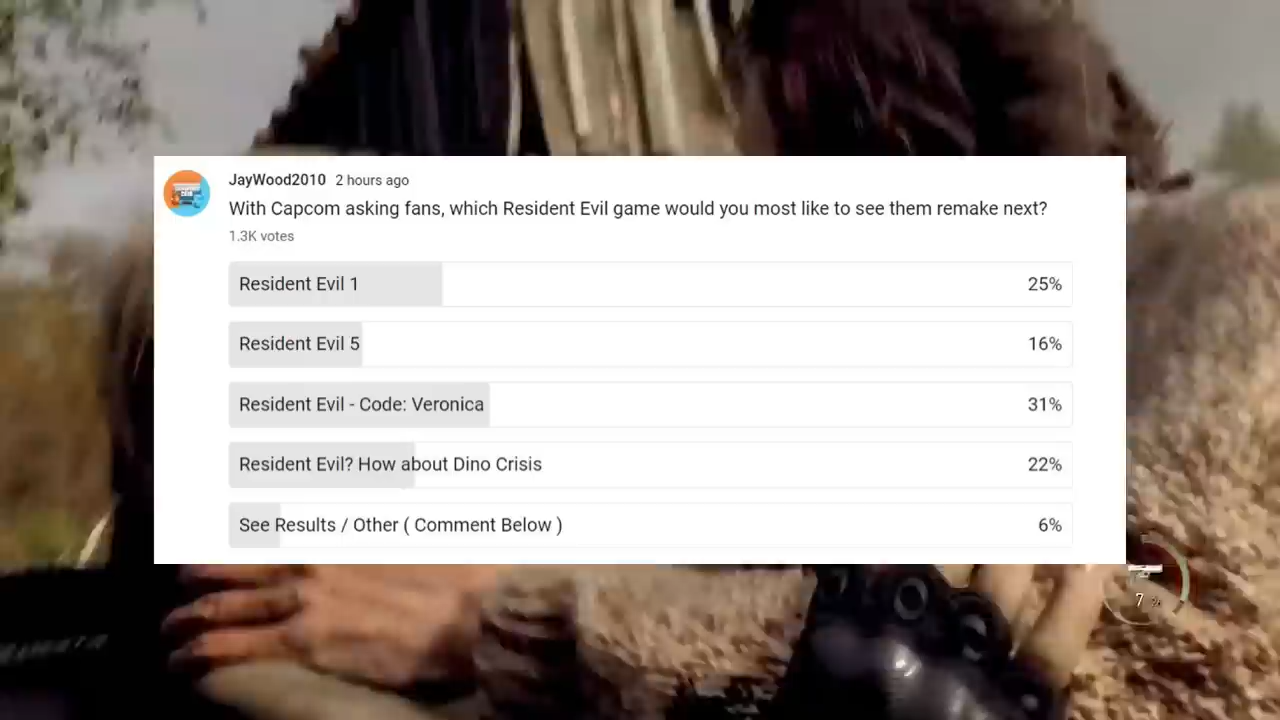 JayWood2010 2 hours ago
With Capcom asking fans, which Resident Evil game would you most like to see them remake next?
1.3K votes
Resident Evil 1 25%
Resident Evil 5 16%
Resident Evil - Code: Veronica 31%
Resident Evil? How about Dino Crisis 22%
See Results / Other ( Comment Below ) 6%
7